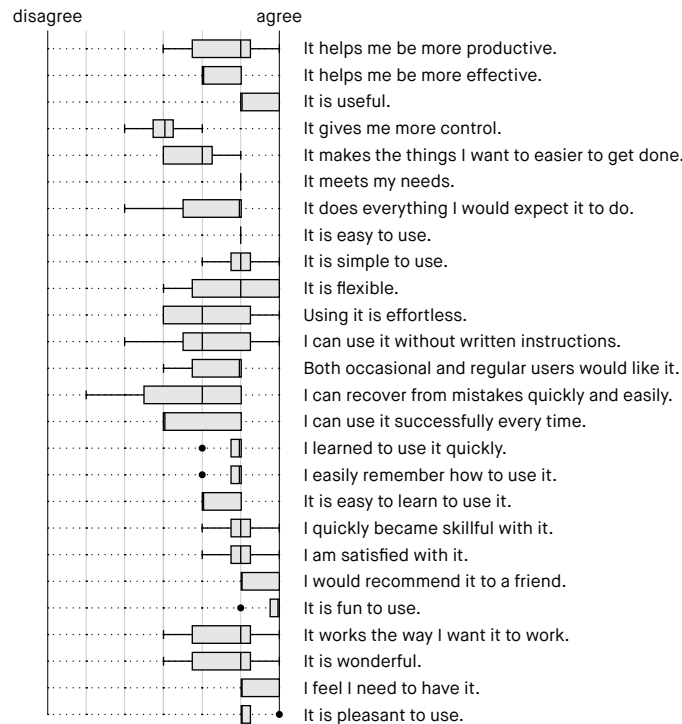 disagree agree
It helps me be more productive.
It helps me be more effective.
It is useful.
It gives me more control.
It makes the things I want to easier to get done.
It meets my needs.
It does everything I would expect it to do.
It is easy to use.
It is simple to use.
It is flexible.
Using it is effortless.
I can use it without written instructions.
Both occasional and regular users would like it.
I can recover from mistakes quickly and easily.
I can use it successfully every time.
I learned to use it quickly.
I easily remember how to use it.
It is easy to learn to use it.
I quickly became skillful with it.
I am satisfied with it.
I would recommend it to a friend.
It is fun to use.
It works the way I want it to work.
It is wonderful.
I feel I need to have it.
It is pleasant to use.